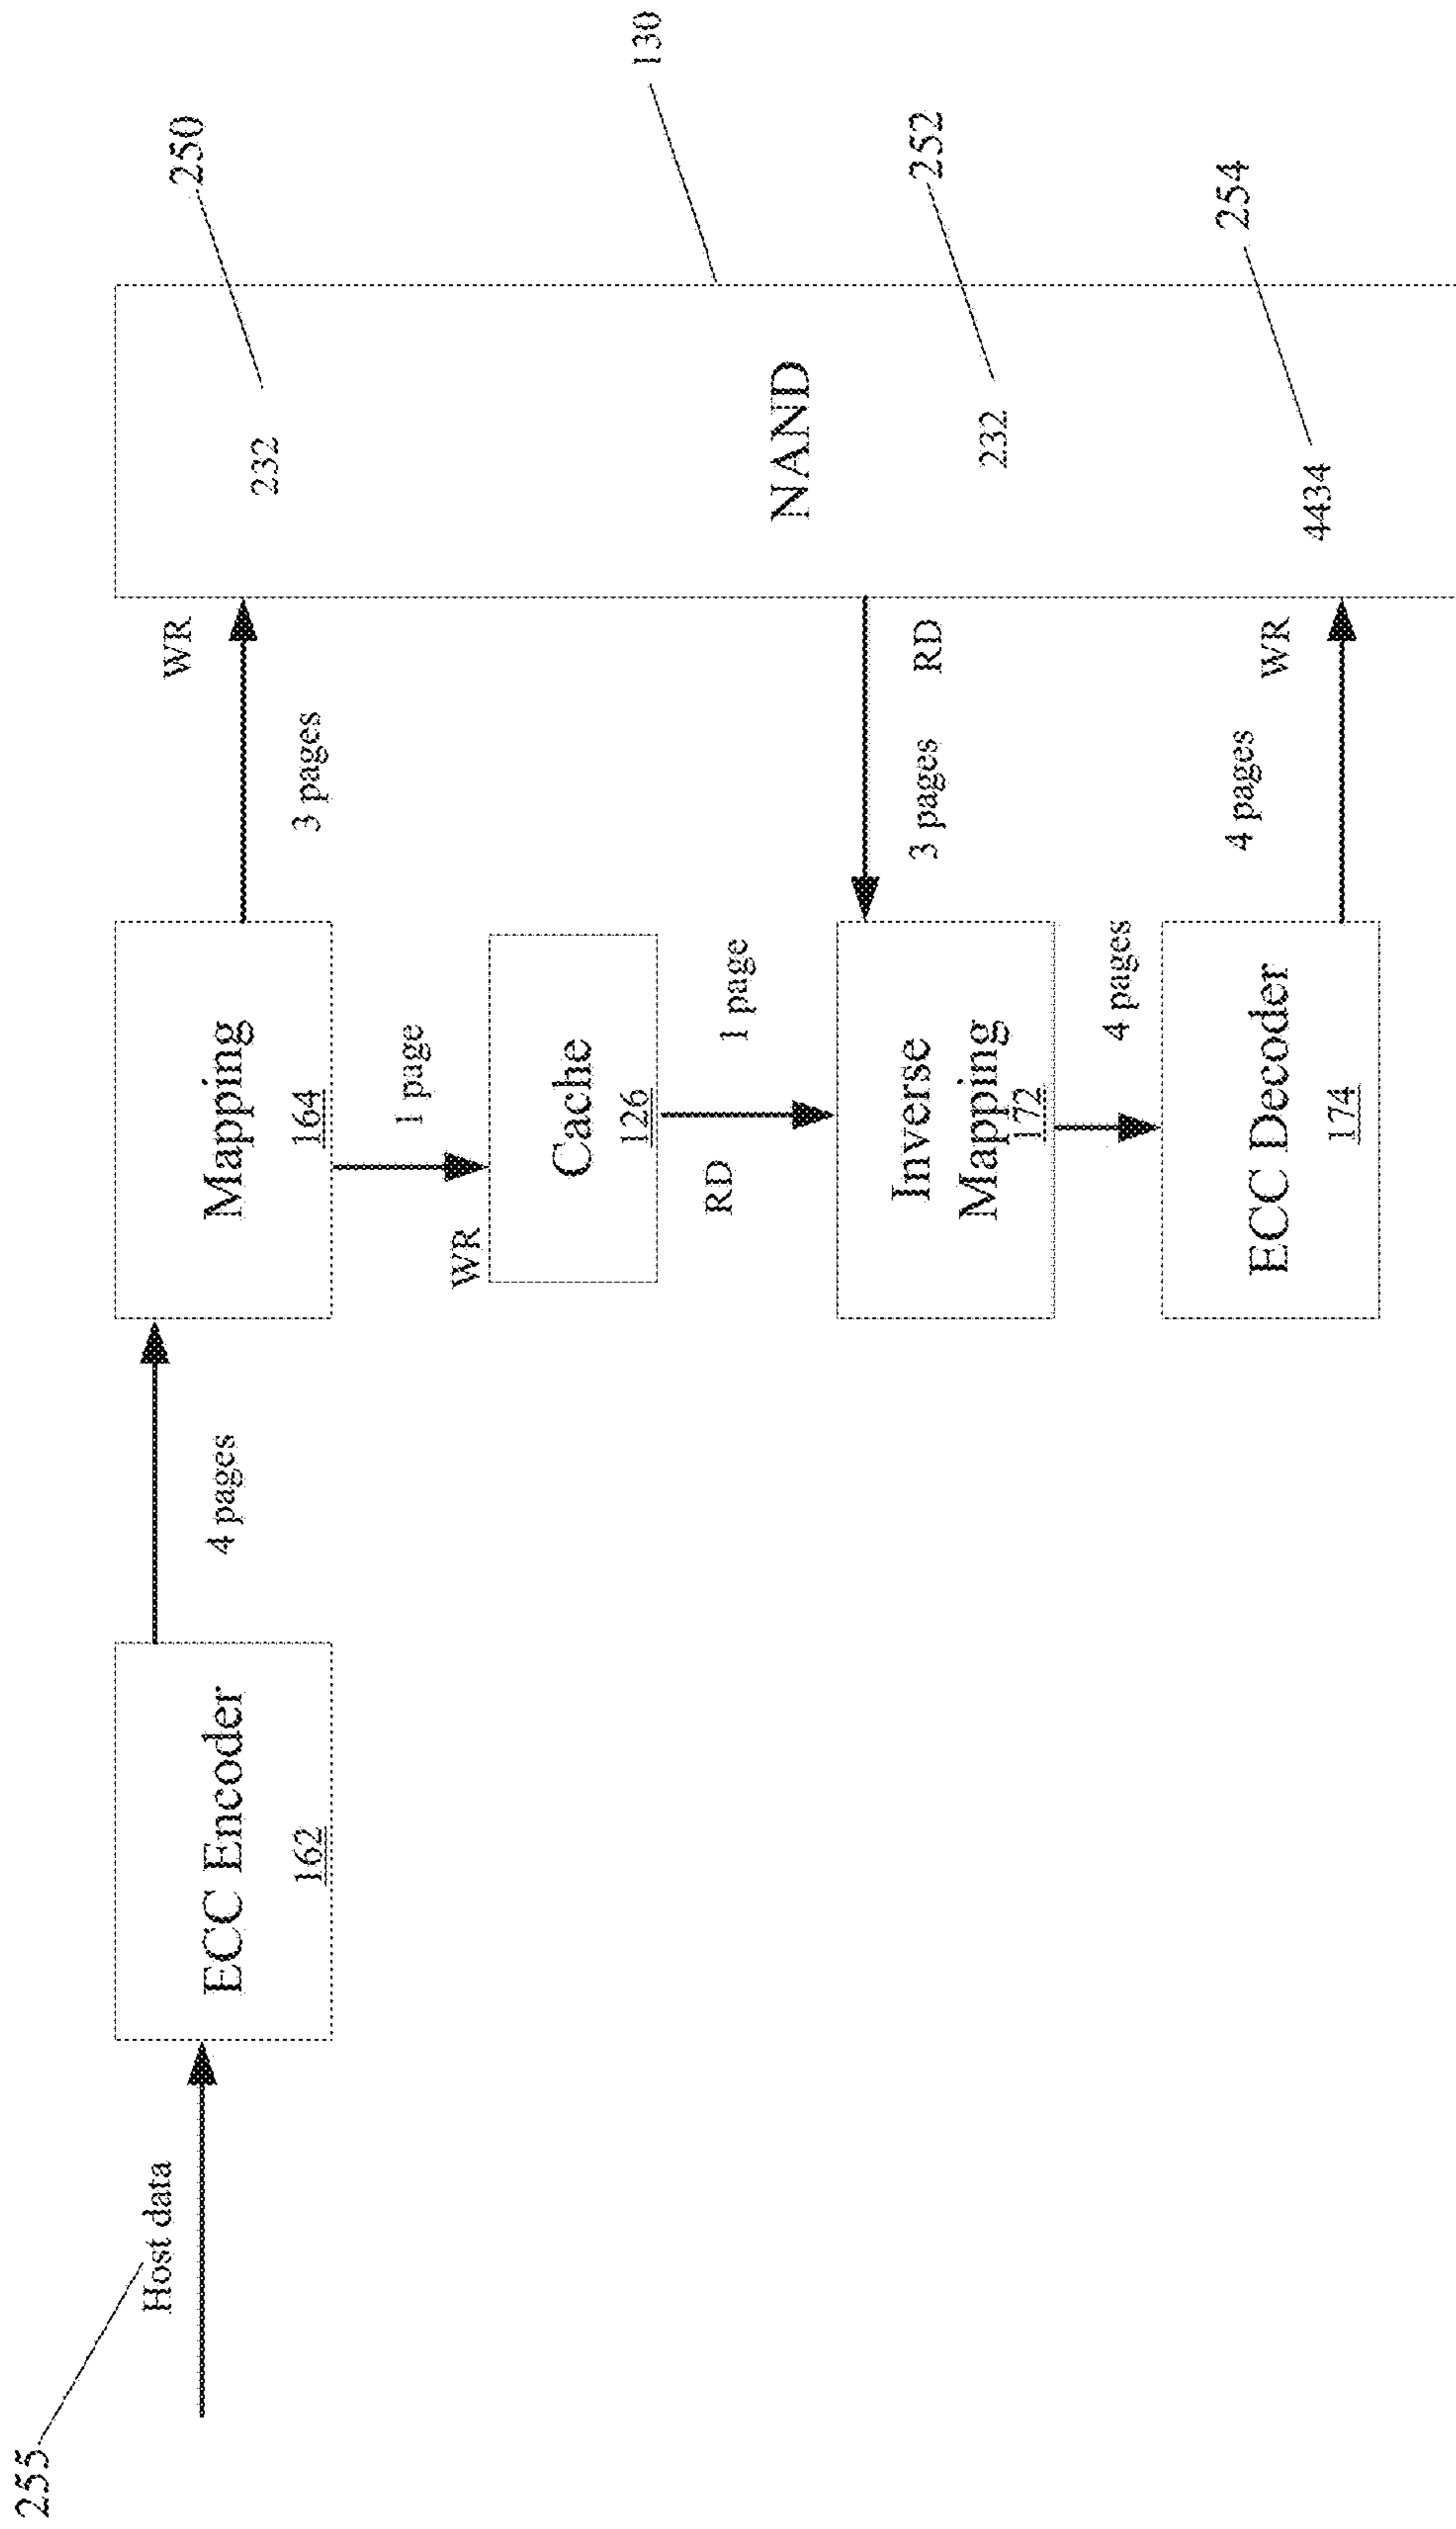 255
Host data
ECC Encoder
162
4 pages
Mapping
164
3 pages
WR
232
250
1 page
WR
Cache
126
RD
1 page
NAND
130
Inverse
Mapping
172
3 pages
RD
232
252
4 pages
ECC Decoder
174
4 pages
WR
4434
254